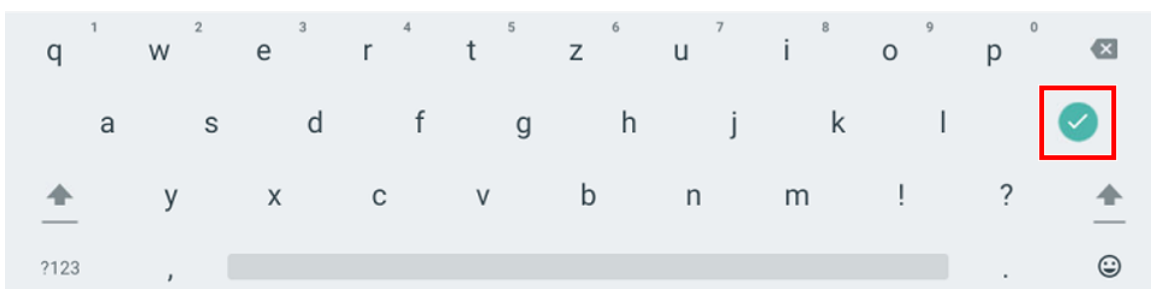 1 2 3 4 5 6 7 8 9 0
q w e r t z u i o p
a s d f g h j k l
y x c v b n m ! ?
?123 , .